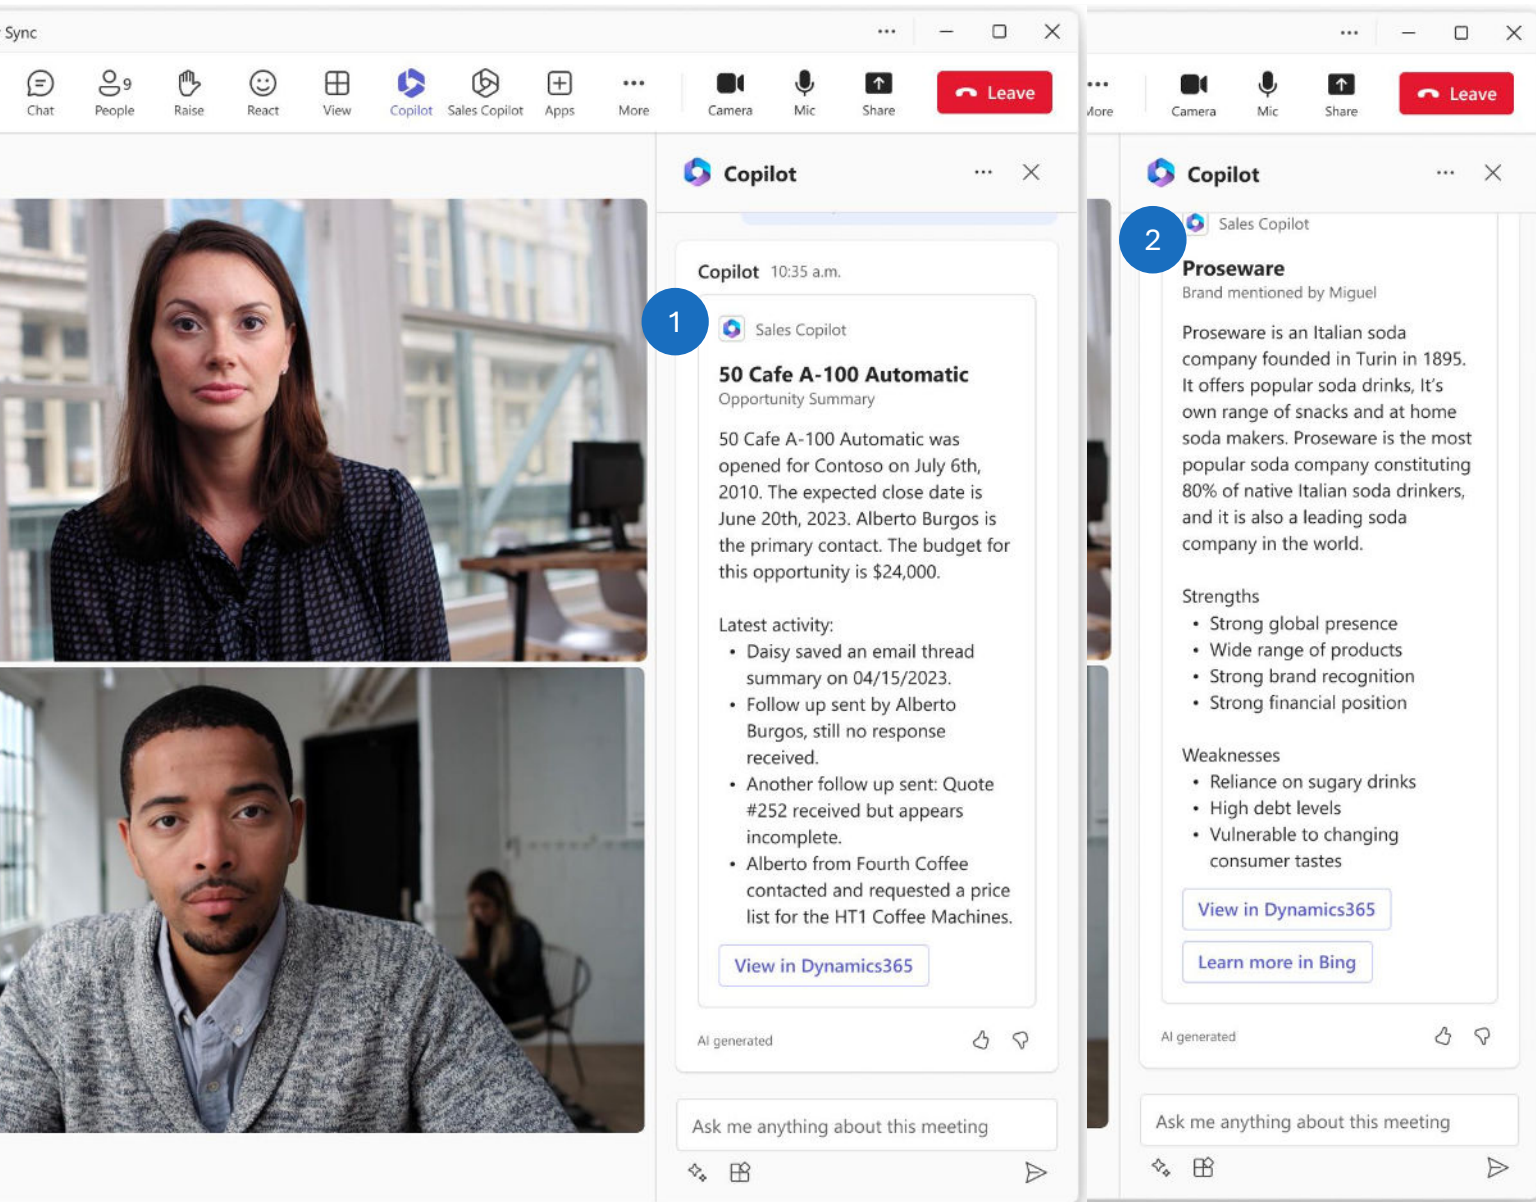 Sync
Chat
People
9
Raise
React
View
Copilot
Sales Copilot
Apps
More
Camera
Mic
Share
Leave
Copilot
Copilot 10:35 a.m.
1
Sales Copilot
50 Cafe A-100 Automatic
Opportunity Summary
50 Cafe A-100 Automatic was
opened for Contoso on July 6th,
2010. The expected close date is
June 20th, 2023. Alberto Burgos is
the primary contact. The budget for
this opportunity is $24,000.
Latest activity:
• Daisy saved an email thread
summary on 04/15/2023.
• Follow up sent by Alberto
Burgos, still no response
received.
• Another follow up sent: Quote
#252 received but appears
incomplete.
• Alberto from Fourth Coffee
contacted and requested a price
list for the HT1 Coffee Machines.
View in Dynamics365
AI generated
Ask me anything about this meeting
More
Camera
Mic
Share
Leave
Copilot
2
Sales Copilot
Proseware
Brand mentioned by Miguel
Proseware is an Italian soda
company founded in Turin in 1895.
It offers popular soda drinks, It's
own range of snacks and at home
soda makers. Proseware is the most
popular soda company constituting
80% of native Italian soda drinkers,
and it is also a leading soda
company in the world.
Strengths
• Strong global presence
• Wide range of products
• Strong brand recognition
• Strong financial position
Weaknesses
• Reliance on sugary drinks
• High debt levels
• Vulnerable to changing
consumer tastes
View in Dynamics365
Learn more in Bing
AI generated
Ask me anything about this meeting